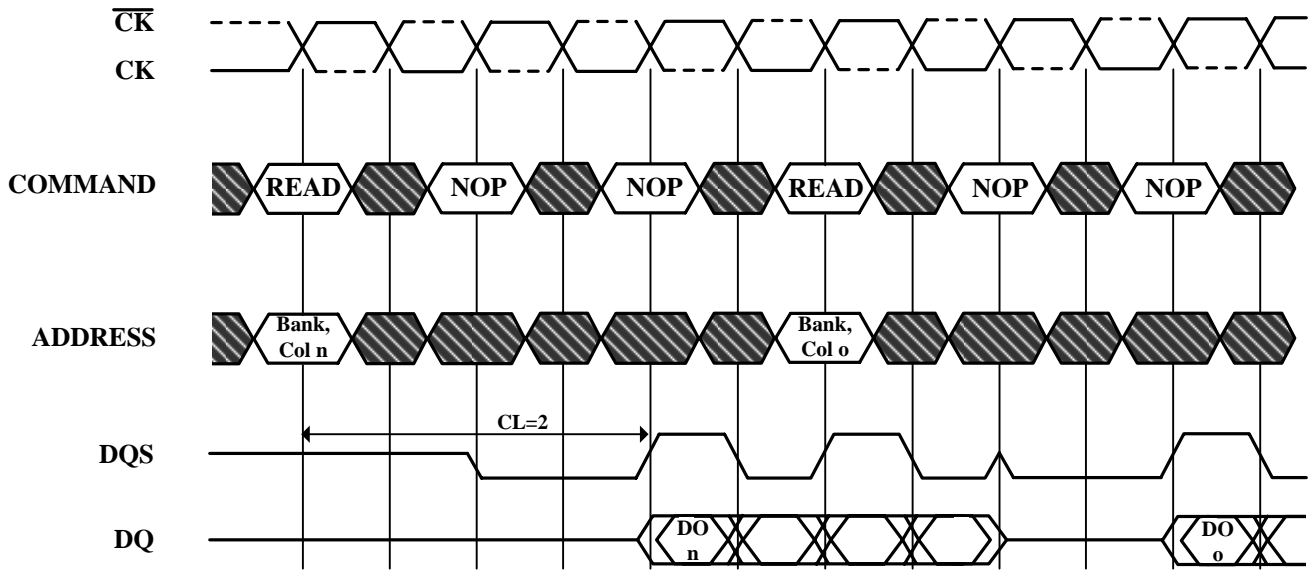 CK
CK
COMMAND
READ
NOP
NOP
READ
NOP
NOP
ADDRESS
Bank,
Col n
Bank,
Col o
CL=2
DQS
DQ
DO
n
DO
o